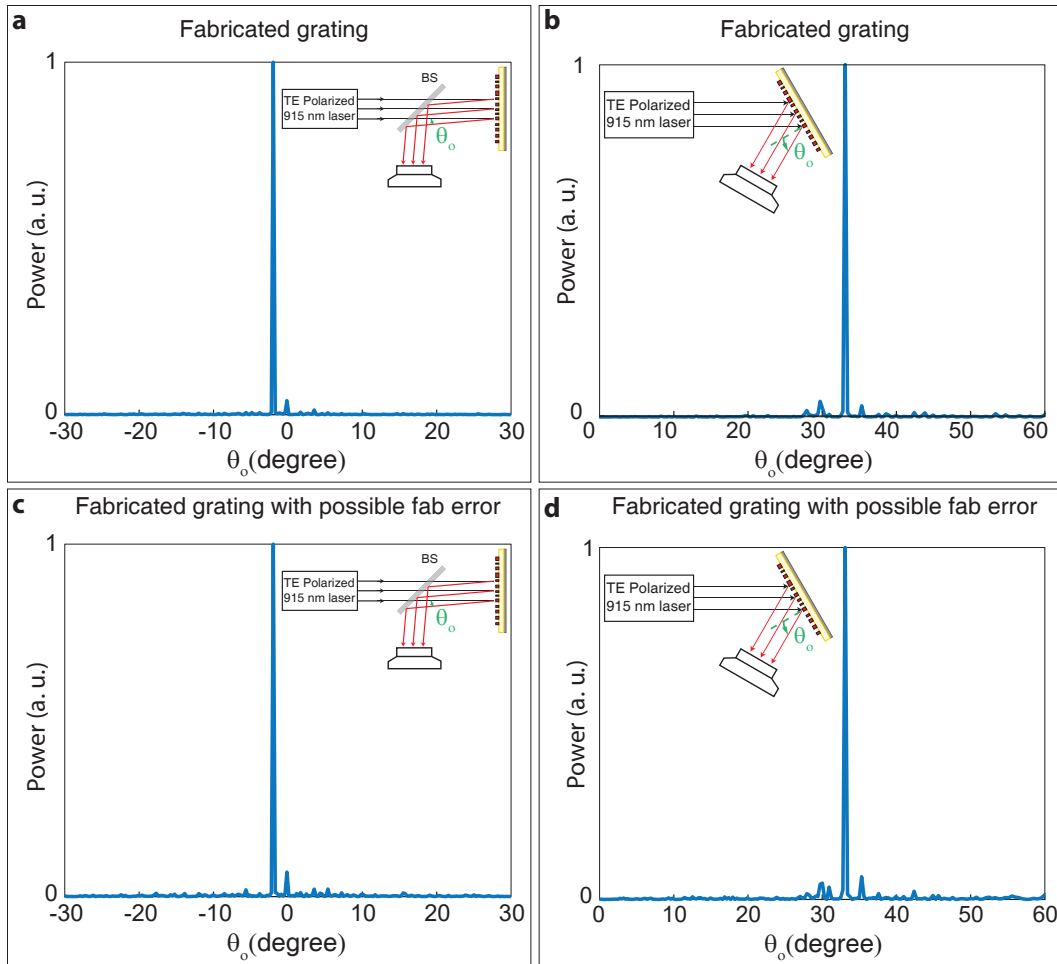 a
Fabricated grating
1
BS
TE Polarized
915 nm laser
θo
Power (a. u.)
0
-30 -20 -10 0 10 20 30
θo(degree)
b
Fabricated grating
1
TE Polarized
915 nm laser
θo
Power (a. u.)
0
0 10 20 30 40 50 60
θo(degree)
c
Fabricated grating with possible fab error
1
BS
TE Polarized
915 nm laser
θo
Power (a. u.)
0
-30 -20 -10 0 10 20 30
θo(degree)
d
Fabricated grating with possible fab error
1
TE Polarized
915 nm laser
θo
Power (a. u.)
0
0 10 20 30 40 50 60
θo(degree)